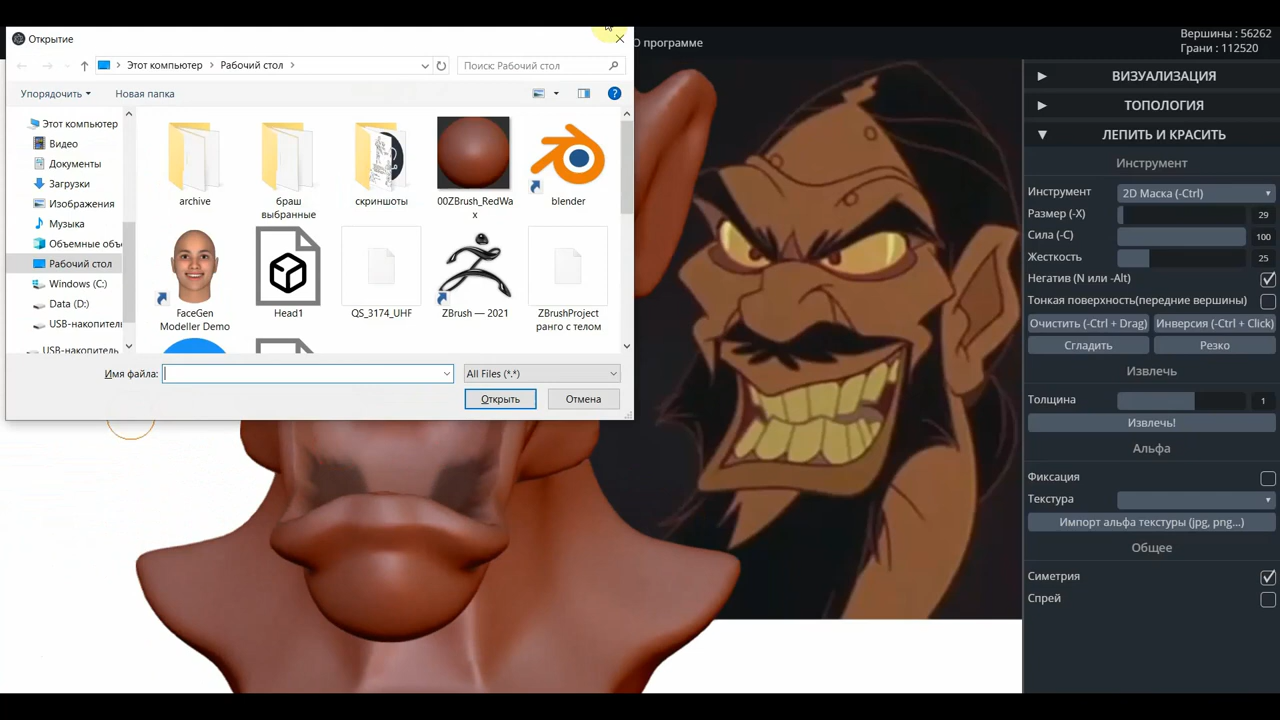 Открытие
О программе
Вершины : 56262
Грани : 112520
Этот компьютер
Рабочий стол
Поиск: Рабочий стол
Упорядочить
Новая папка
Этот компьютер
Видео
Документы
Загрузки
Изображения
Музыка
Объемные объ
Рабочий стол
Windows (C:)
Data (D:)
USB-накопитель
USB-накопитель
archive
браш
выбранные
скриншоты
00ZBrush_RedWa
x
blender
FaceGen
Modeller Demo
Head1
QS_3174_UHF
ZBrush — 2021
ZBrushProject
ранго с телом
Имя файла:
All Files (*.*)
Открыть
Отмена
ВИЗУАЛИЗАЦИЯ
ТОПОЛОГИЯ
ЛЕПИТЬ И КРАСИТЬ
Инструмент
Инструмент
2D Маска (-Ctrl)
Размер (-X)
29
Сила (-C)
100
Жесткость
25
Негатив (N или -Alt)
Тонкая поверхность(передние вершины)
Очистить (-Ctrl + Drag)
Инверсия (-Ctrl + Click)
Сгладить
Резко
Извлечь
Толщина
1
Извлечь!
Альфа
Фиксация
Текстура
Импорт альфа текстуры (jpg, png...)
Общее
Симетрия
Спрей